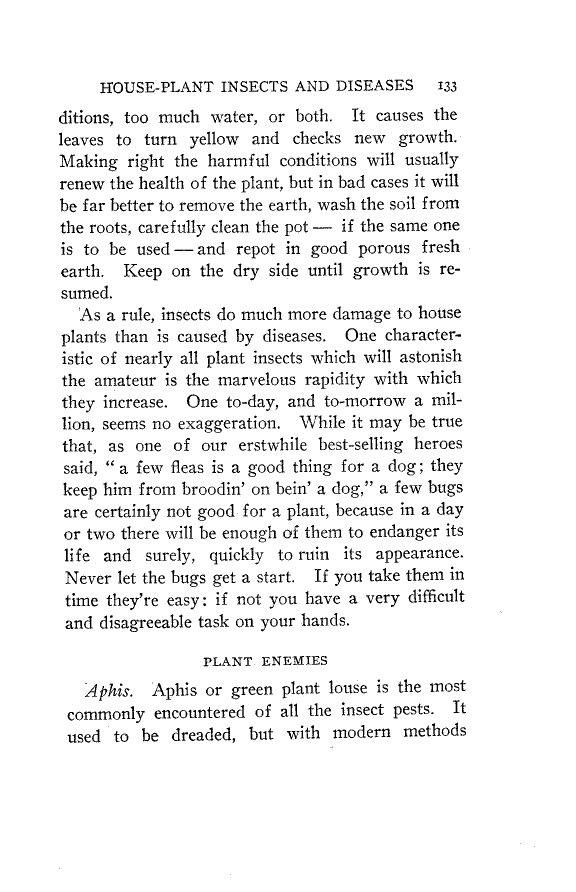 HOUSE-PLANT INSECTS AND DISEASES 133
ditions, too much water, or both. It causes the
leaves to turn yellow and checks new growth.
Making right the harmful conditions will usually
renew the health of the plant, but in bad cases it will
be far better to remove the earth, wash the soil from
the roots, carefully clean the pot — if the same one
is to be used — and repot in good porous fresh
earth. Keep on the dry side until growth is re-
sumed.
As a rule, insects do much more damage to house
plants than is caused by diseases. One character-
istic of nearly all plant insects which will astonish
the amateur is the marvelous rapidity with which
they increase. One to-day, and to-morrow a mil-
lion, seems no exaggeration. While it may be true
that, as one of our erstwhile best-selling heroes
said, " a few fleas is a good thing for a dog; they
keep him from broodin' on bein' a dog," a few bugs
are certainly not good for a plant, because in a day
or two there will be enough of them to endanger its
life and surely, quickly to ruin its appearance.
Never let the bugs get a start. If you take them in
time they're easy: if not you have a very difficult
and disagreeable task on your hands.
PLANT ENEMIES
Aphis. Aphis or green plant louse is the most
commonly encountered of all the insect pests. It
used to be dreaded, but with modern methods